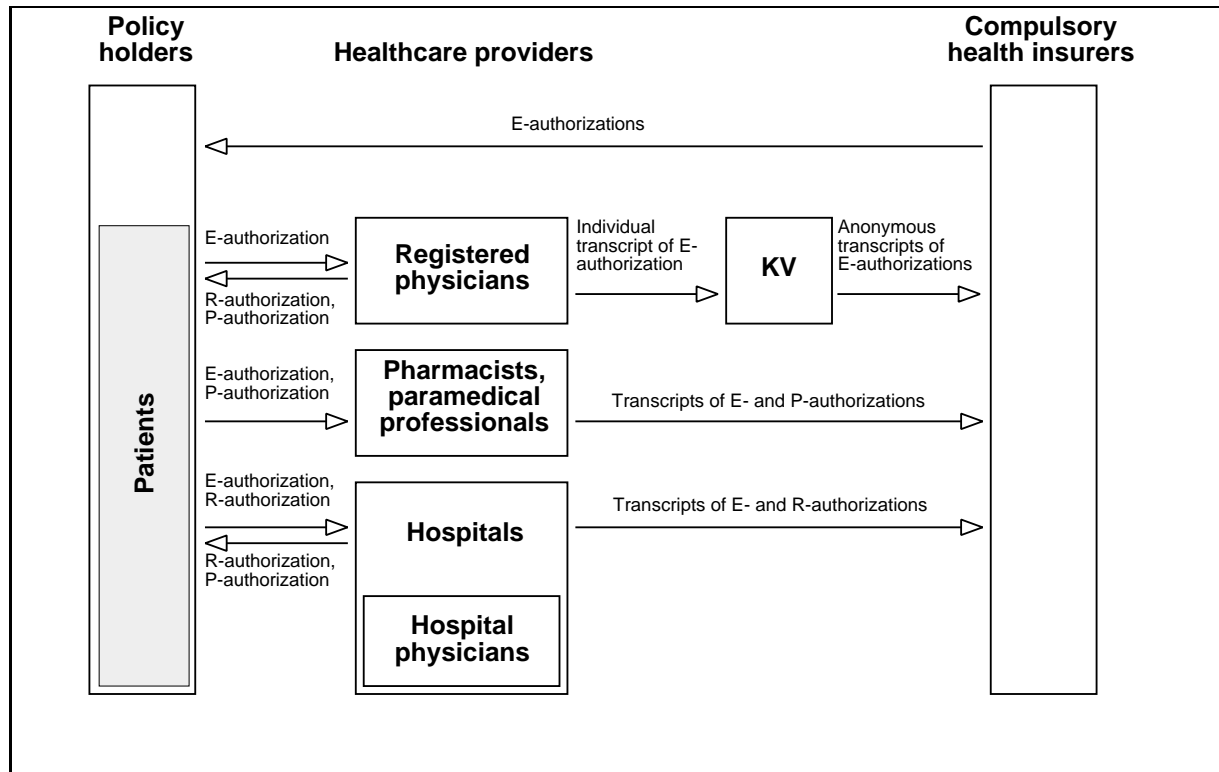 Policy
holders
Healthcare providers
Compulsory
health insurers
E-authorizations
E-authorization
R-authorization,
P-authorization
Registered
physicians
Individual
transcript of E-
authorization
KV
Anonymous
transcripts of
E-authorizations
Patients
E-authorization,
P-authorization
Pharmacists,
paramedical
professionals
Transcripts of E- and P-authorizations
E-authorization,
R-authorization
R-authorization,
P-authorization
Hospitals
Transcripts of E- and R-authorizations
Hospital
physicians